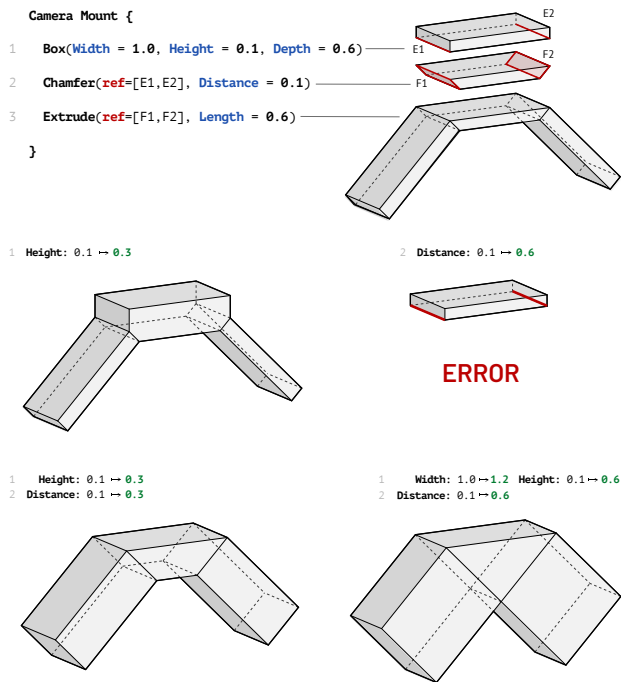 Camera Mount {
1 Box(Width = 1.0, Height = 0.1, Depth = 0.6)
2 Chamfer(ref=[E1,E2], Distance = 0.1)
3 Extrude(ref=[F1,F2], Length = 0.6)
}
E2
E1
F2
F1
1 Height: 0.1 ↦ 0.3
2 Distance: 0.1 ↦ 0.6
ERROR
1 Height: 0.1 ↦ 0.3
2 Distance: 0.1 ↦ 0.3
1 Width: 1.0 ↦ 1.2 Height: 0.1 ↦ 0.6
2 Distance: 0.1 ↦ 0.6